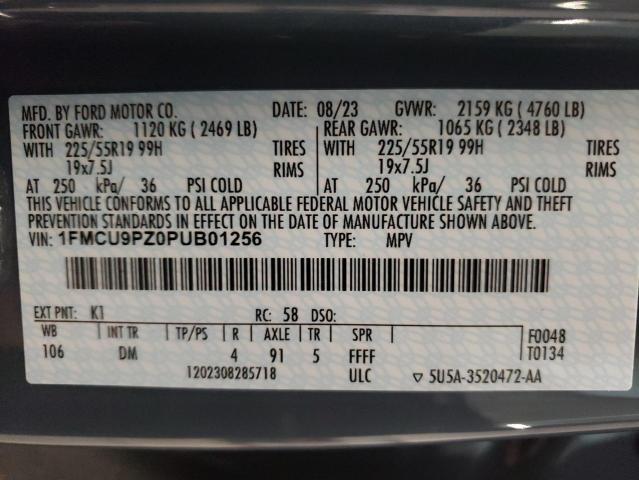 MFD. BY FORD MOTOR CO. DATE: 08/23 GVWR: 2159 KG ( 4760 LB)
FRONT GAWR: 1120 KG ( 2469 LB) REAR GAWR: 1065 KG ( 2348 LB)
WITH 225/55R19 99H TIRES WITH 225/55R19 99H TIRES
19x7.5J RIMS 19x7.5J RIMS
AT 250 kPa/ 36 PSI COLD AT 250 kPa/ 36 PSI COLD
THIS VEHICLE CONFORMS TO ALL APPLICABLE FEDERAL MOTOR VEHICLE SAFETY AND THEFT
PREVENTION STANDARDS IN EFFECT ON THE DATE OF MANUFACTURE SHOWN ABOVE.
VIN: 1FMCU9PZ0PUB01256 TYPE: MPV
EXT PNT: K1 RC: 58 DSO:
WB INT TR TP/PS R AXLE TR SPR F0048
106 DM 4 91 5 FFFF T0134
1202308285718 ULC ▽ 5U5A-3520472-AA